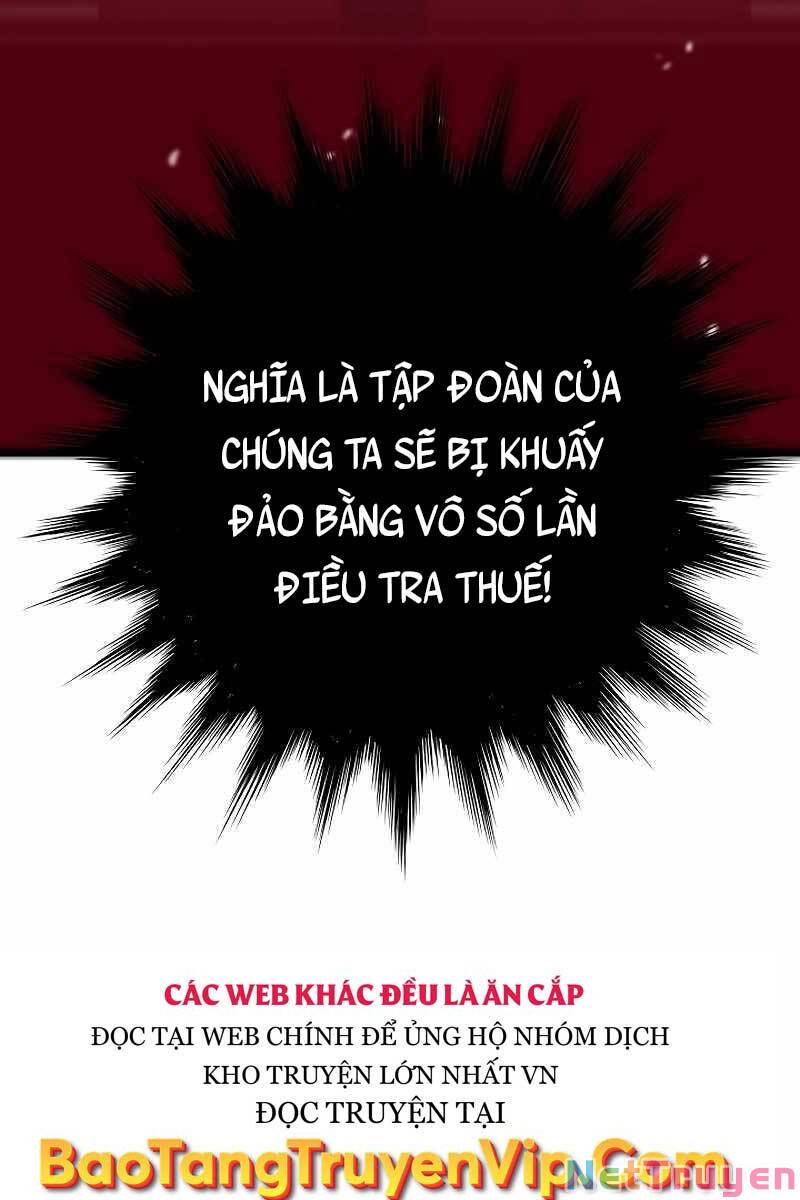 NGHĨA LÀ TẬP ĐOÀN CỦA
CHÚNG TA SẼ BỊ KHUẤY
ĐẢO BẰNG VÔ SỐ LẦN
ĐIỀU TRA THUẾ!
CÁC WEB KHÁC ĐỀU LÀ ĂN CẮP
ĐỌC TẠI WEB CHÍNH ĐỂ ỦNG HỘ NHÓM DỊCH
KHO TRUYỆN LỚN NHẤT VN
ĐỌC TRUYỆN TẠI
BaoTangTruyenVip.Com
NetTruyen